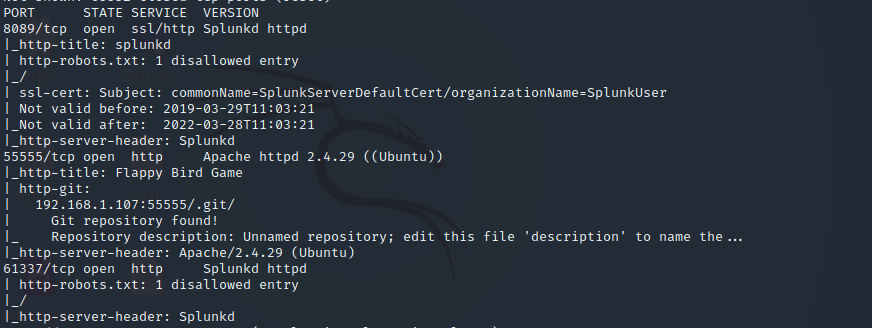 PORT      STATE SERVICE  VERSION
8089/tcp  open  ssl/http Splunkd httpd
|_http-title: splunkd
| http-robots.txt: 1 disallowed entry
|_/
| ssl-cert: Subject: commonName=SplunkServerDefaultCert/organizationName=SplunkUser
| Not valid before: 2019-03-29T11:03:21
|_Not valid after:  2022-03-28T11:03:21
|_http-server-header: Splunkd
55555/tcp open  http     Apache httpd 2.4.29 ((Ubuntu))
|_http-title: Flappy Bird Game
| http-git:
|   192.168.1.107:55555/.git/
|     Git repository found!
|_    Repository description: Unnamed repository; edit this file 'description' to name the...
|_http-server-header: Apache/2.4.29 (Ubuntu)
61337/tcp open  http     Splunkd httpd
| http-robots.txt: 1 disallowed entry
|_/
|_http-server-header: Splunkd